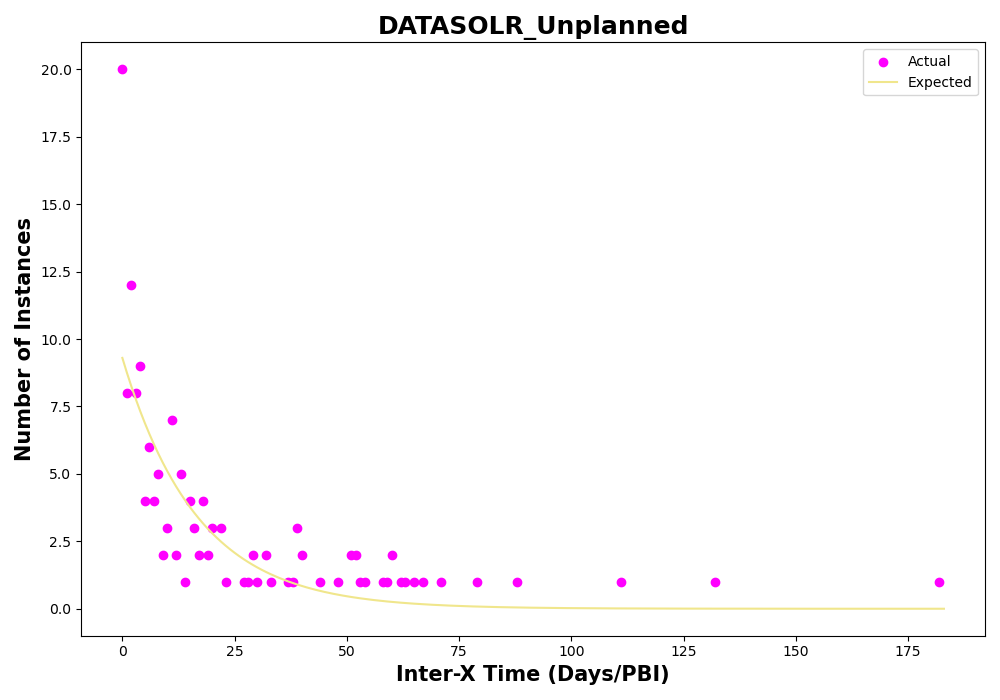 DATASOLR_Unplanned
Actual
Expected
Number of Instances
20.0
17.5
15.0
12.5
10.0
7.5
5.0
2.5
0.0
0 25 50 75 100 125 150 175
Inter-X Time (Days/PBI)